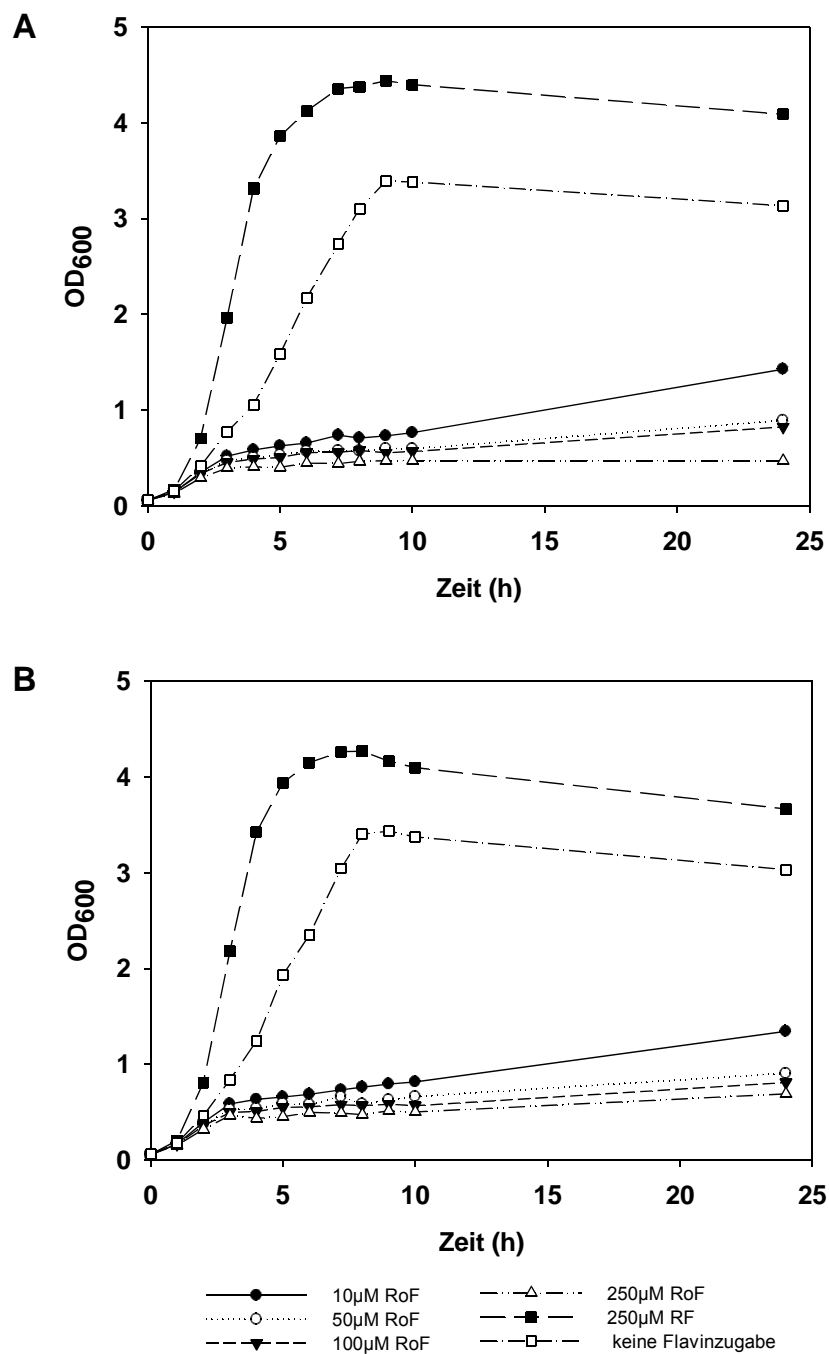 A
5
4
3
2
1
0
OD600
0 5 10 15 20 25
Zeit (h)
B
5
4
3
2
1
0
OD600
0 5 10 15 20 25
Zeit (h)
10µM RoF
50µM RoF
100µM RoF
250µM RoF
250µM RF
keine Flavinzugabe